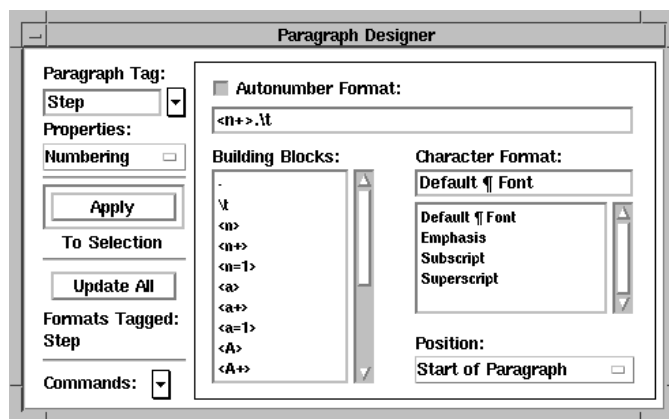 Paragraph Designer
Paragraph Tag:
Step
Properties:
Numbering
Apply
To Selection
Update All
Formats Tagged:
Step
Commands:
Autonumber Format:
<n+>.\t
Building Blocks:
.
\t
<n>
<n+>
<n=1>
<a>
<a+>
<a=1>
<A>
<A+>
Character Format:
Default ¶ Font
Default ¶ Font
Emphasis
Subscript
Superscript
Position:
Start of Paragraph